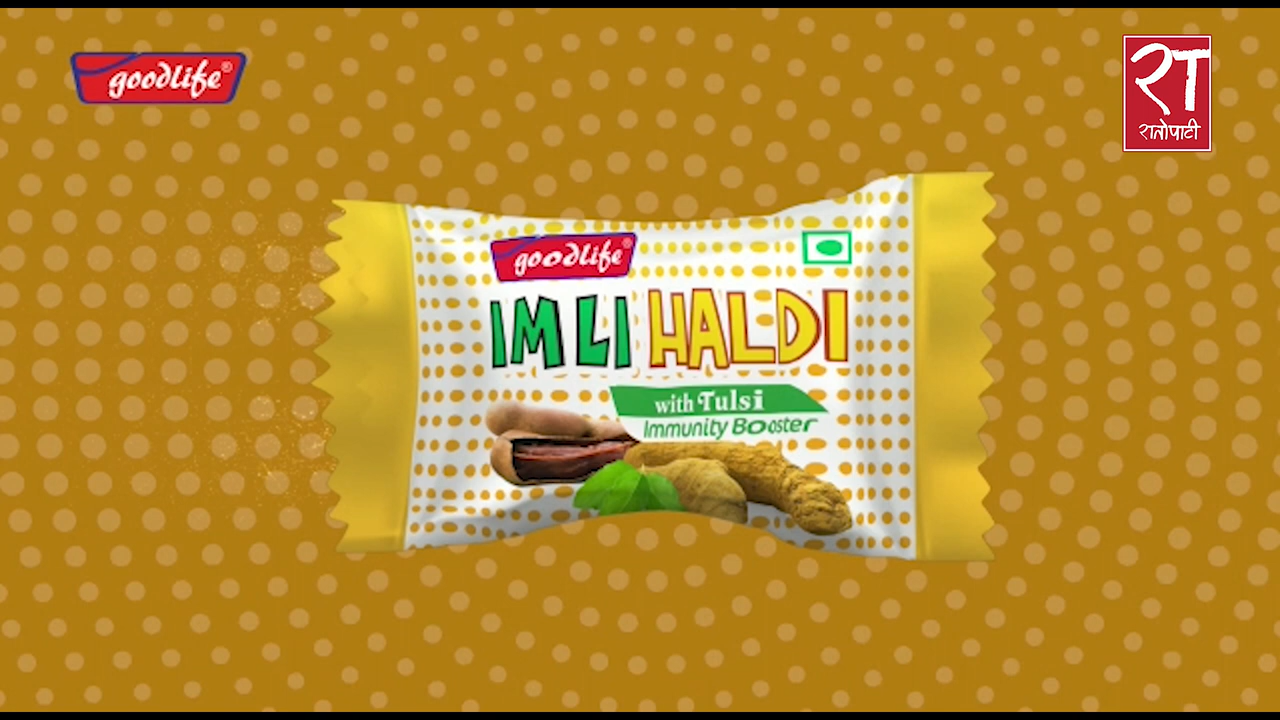 goodlife®
रा
रातोपाटी
goodlife®
IMLI HALDI
with Tulsi
Immunity Booster